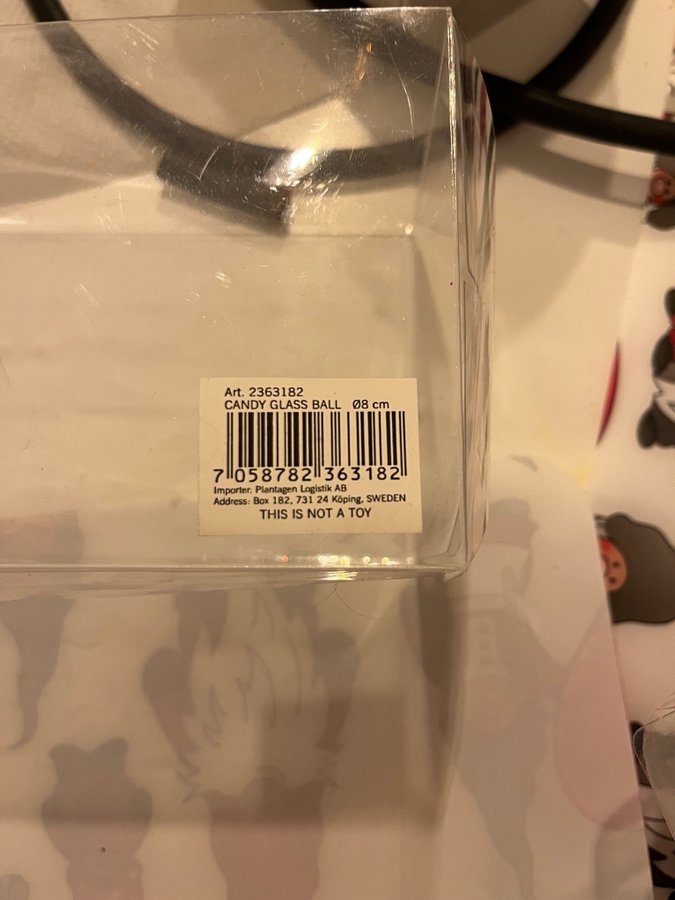 Art. 2363182
CANDY GLASS BALL Ø8 cm
7 058782 363182
Importer: Plantagen Logistik AB
Address: Box 182, 731 24 Köping, SWEDEN
THIS IS NOT A TOY